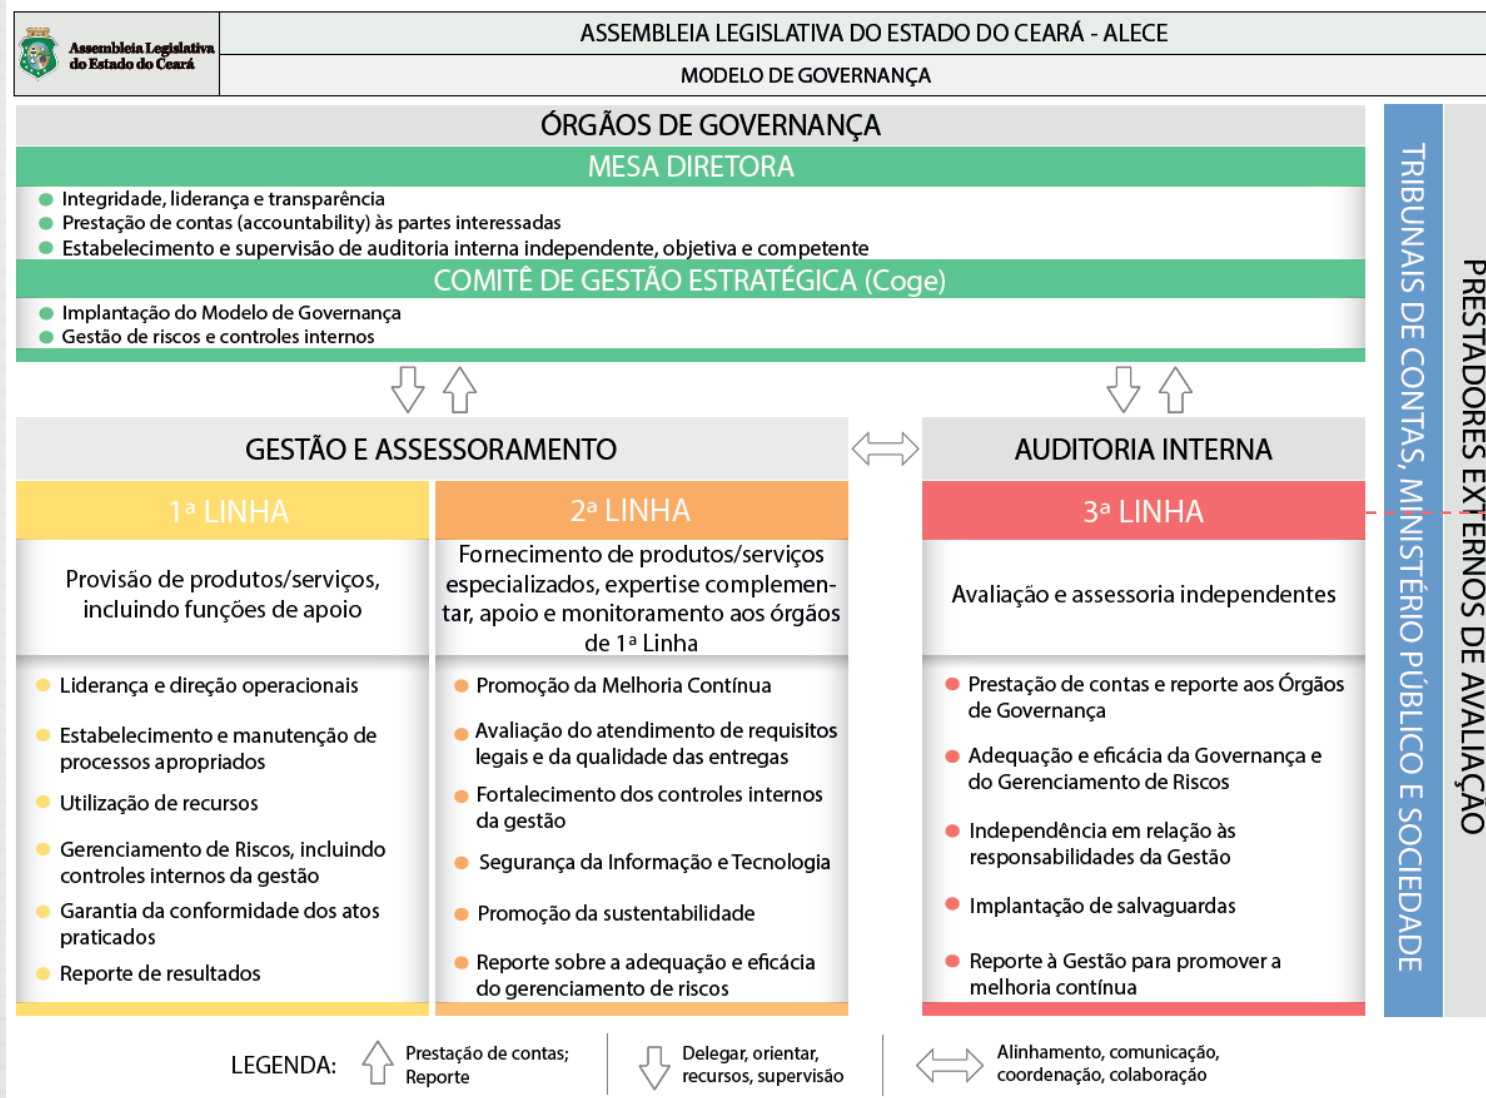 Assembleia Legislativa
do Estado do Ceará
ASSEMBLEIA LEGISLATIVA DO ESTADO DO CEARÁ - ALECE
MODELO DE GOVERNANÇA
ÓRGÃOS DE GOVERNANÇA
MESA DIRETORA
Integridade, liderança e transparência
Prestação de contas (accountability) às partes interessadas
Estabelecimento e supervisão de auditoria interna independente, objetiva e competente
COMITÊ DE GESTÃO ESTRATÉGICA (Coge)
Implantação do Modelo de Governança
Gestão de riscos e controles internos
GESTÃO E ASSESSORAMENTO
1ª LINHA
Provisão de produtos/serviços,
incluindo funções de apoio
Liderança e direção operacionais
Estabelecimento e manutenção de
processos apropriados
Utilização de recursos
Gerenciamento de Riscos, incluindo
controles internos da gestão
Garantia da conformidade dos atos
praticados
Reporte de resultados
2ª LINHA
Fornecimento de produtos/serviços
especializados, expertise complemen-
tar, apoio e monitoramento aos órgãos
de 1ª Linha
Promoção da Melhoria Contínua
Avaliação do atendimento de requisitos
legais e da qualidade das entregas
Fortalecimento dos controles internos
da gestão
Segurança da Informação e Tecnologia
Promoção da sustentabilidade
Reporte sobre a adequação e eficácia
do gerenciamento de riscos
AUDITORIA INTERNA
3ª LINHA
Avaliação e assessoria independentes
Prestação de contas e reporte aos Órgãos
de Governança
Adequação e eficácia da Governança e
do Gerenciamento de Riscos
Independência em relação às
responsabilidades da Gestão
Implantação de salvaguardas
Reporte à Gestão para promover a
melhoria contínua
TRIBUNAIS DE CONTAS, MINISTÉRIO PÚBLICO E SOCIEDADE
PRESTADORES EXTERNOS DE AVALIAÇÃO
LEGENDA:
Prestação de contas;
Reporte
Delegar, orientar,
recursos, supervisão
Alinhamento, comunicação,
coordenação, colaboração